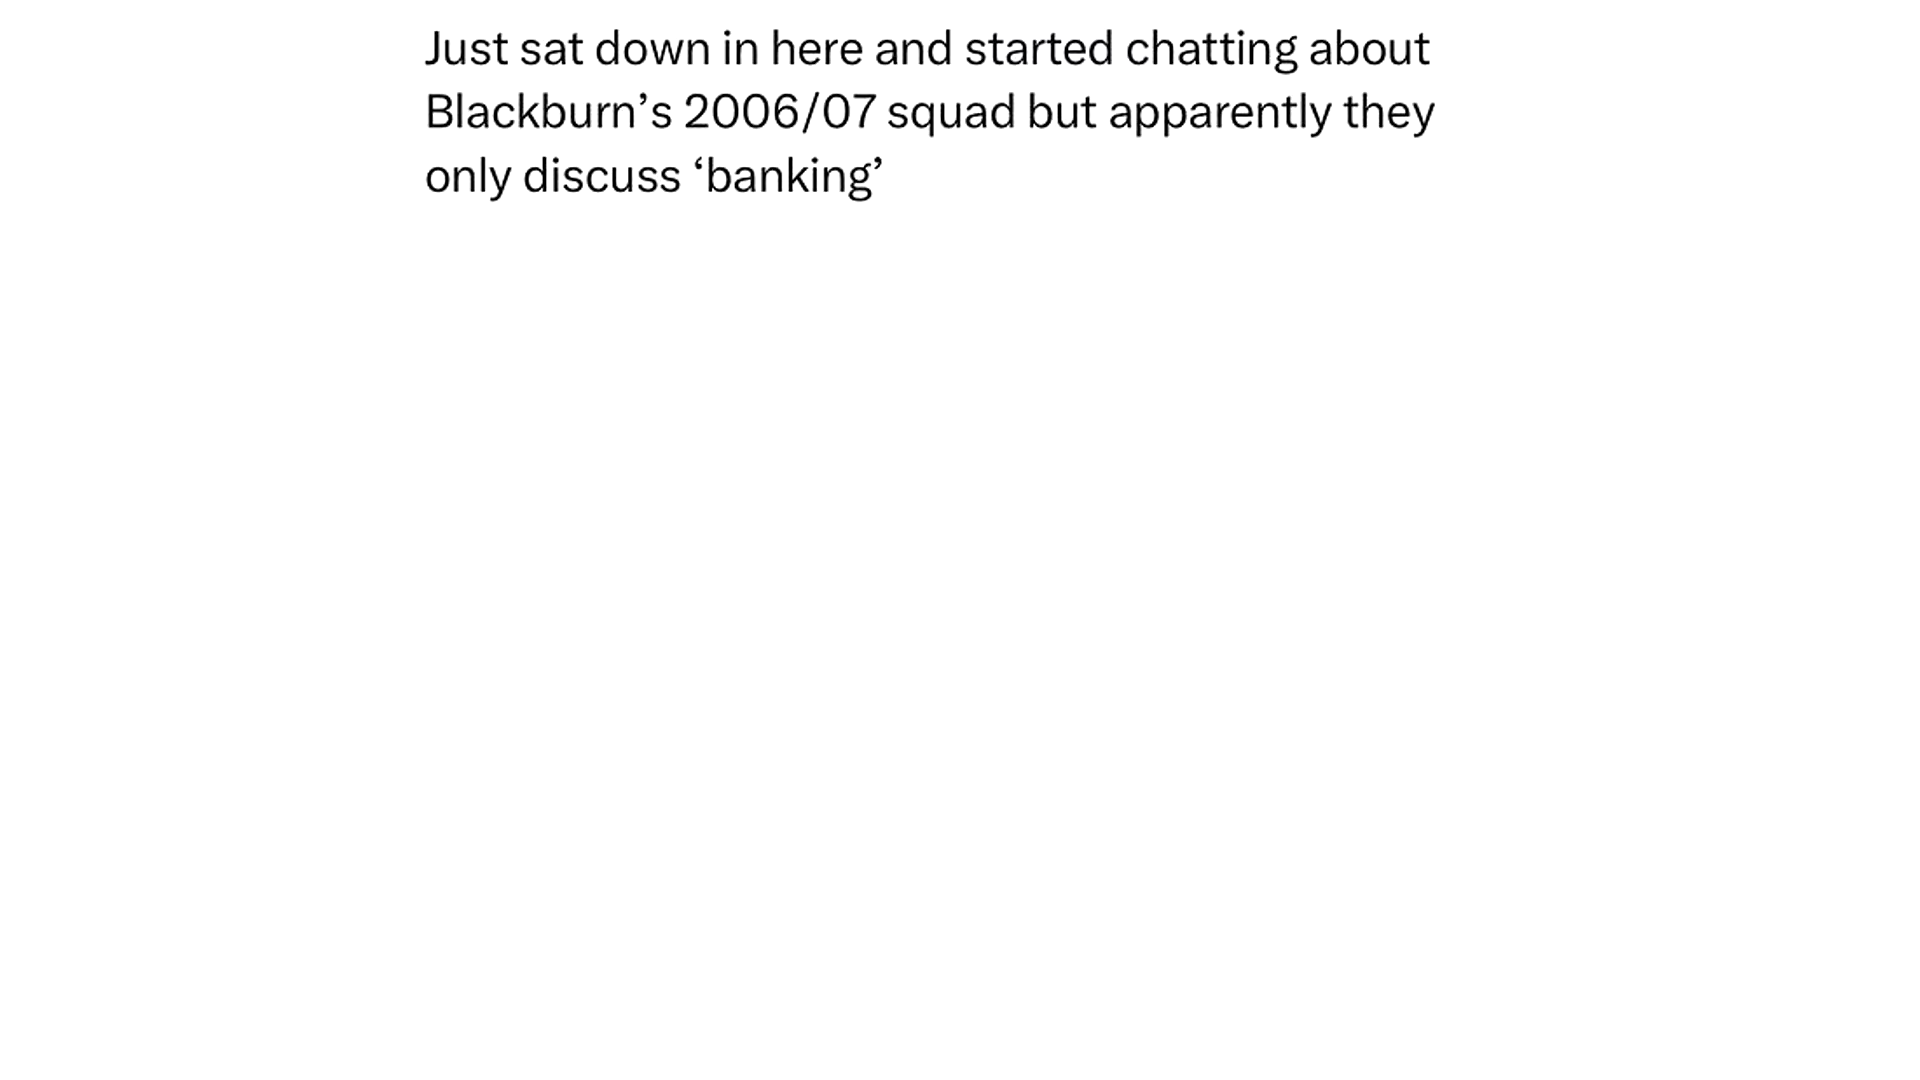 Just sat down in here and started chatting about
Blackburn’s 2006/07 squad but apparently they
only discuss ‘banking’